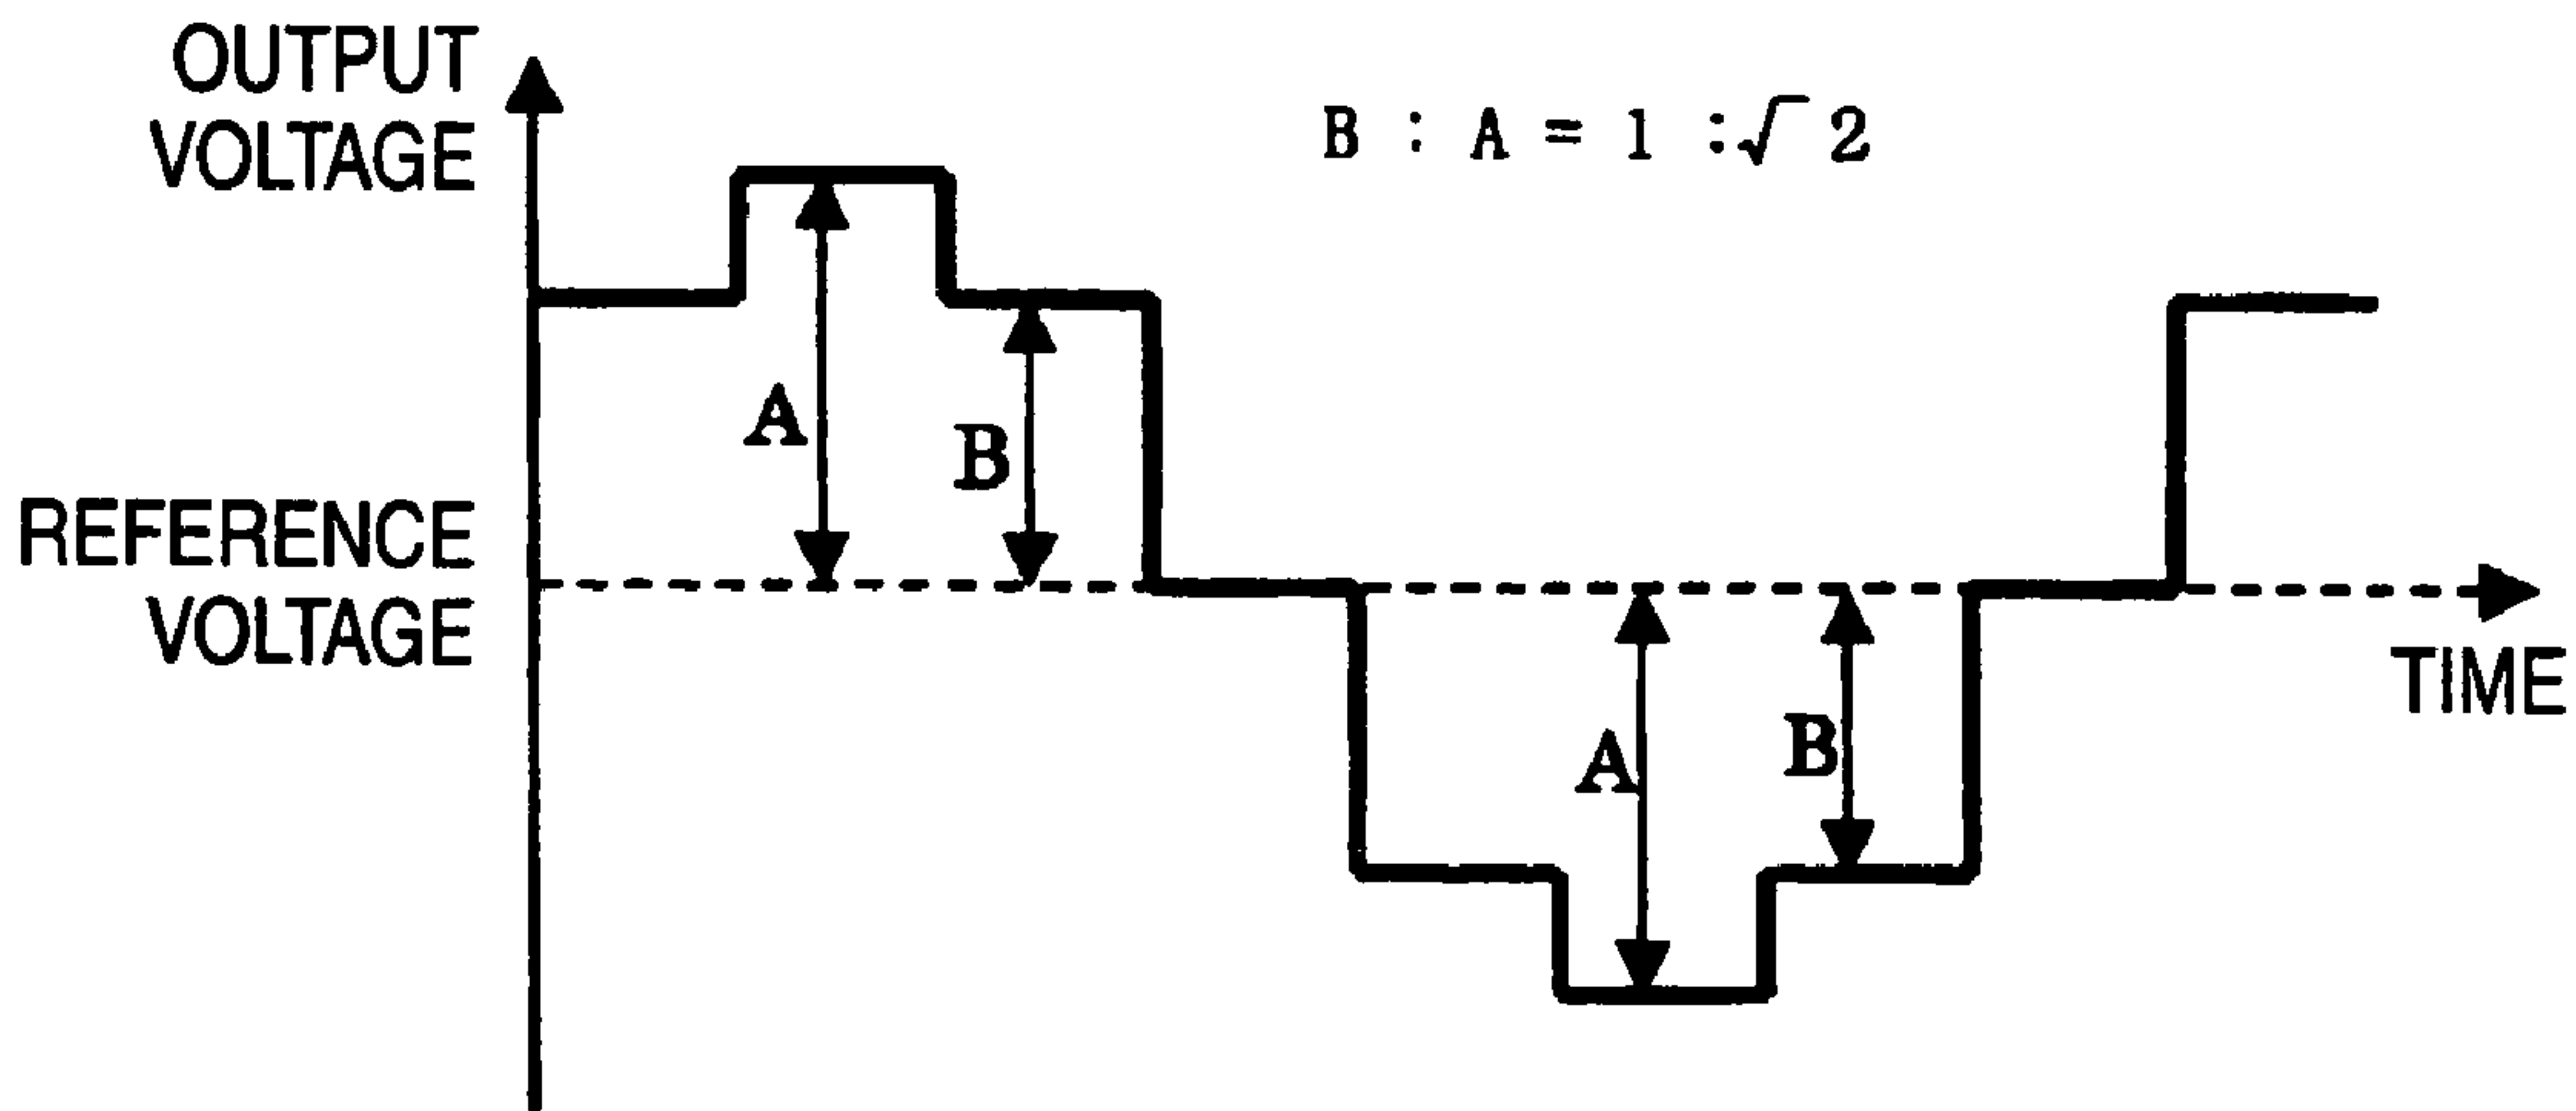 OUTPUT
VOLTAGE
B : A = 1 : √2
A
B
REFERENCE
VOLTAGE
A
B
TIME